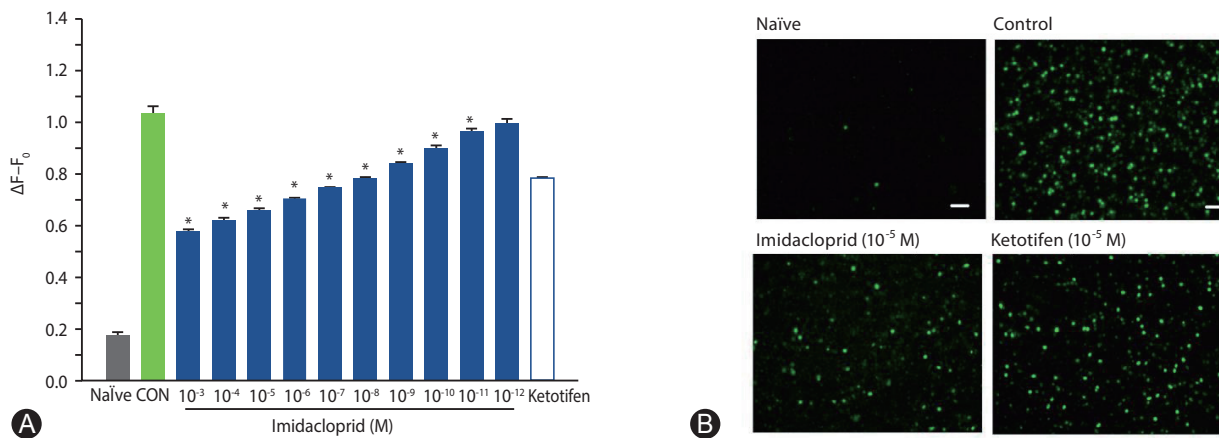 1.4
1.2
1.0
0.8
0.6
0.4
0.2
0.0
ΔF–F₀
* * * * * * * * *
NaÏve CON 10⁻³ 10⁻⁴ 10⁻⁵ 10⁻⁶ 10⁻⁷ 10⁻⁸ 10⁻⁹ 10⁻¹⁰ 10⁻¹¹ 10⁻¹² Ketotifen
Imidacloprid (M)
A
Naïve
Control
Imidacloprid (10⁻⁵ M)
Ketotifen (10⁻⁵ M)
B